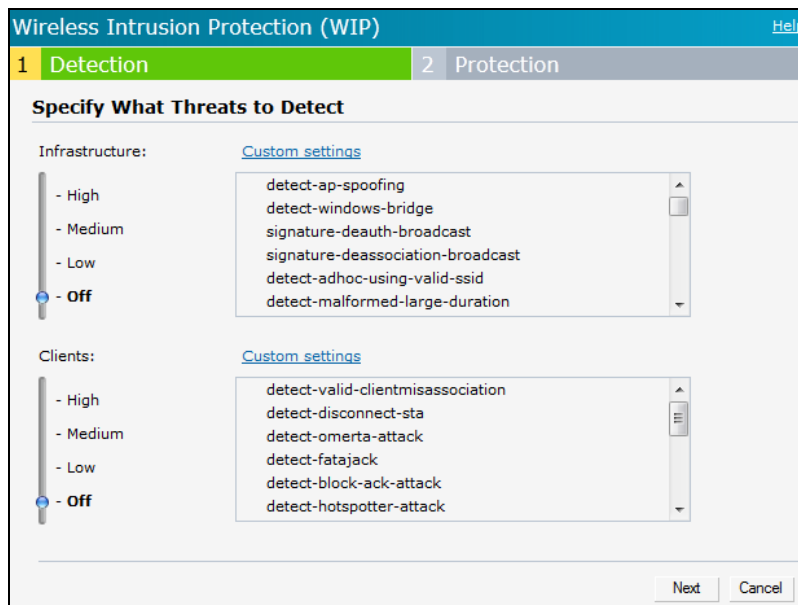 Wireless Intrusion Protection (WIP)
Help
1 Detection
2 Protection
Specify What Threats to Detect
Infrastructure:
Custom settings
- High
- Medium
- Low
- Off
detect-ap-spoofing
detect-windows-bridge
signature-deauth-broadcast
signature-deassociation-broadcast
detect-adhoc-using-valid-ssid
detect-malformed-large-duration
Clients:
Custom settings
- High
- Medium
- Low
- Off
detect-valid-clientmisassociation
detect-disconnect-sta
detect-omerta-attack
detect-fatajack
detect-block-ack-attack
detect-hotspotter-attack
Next
Cancel